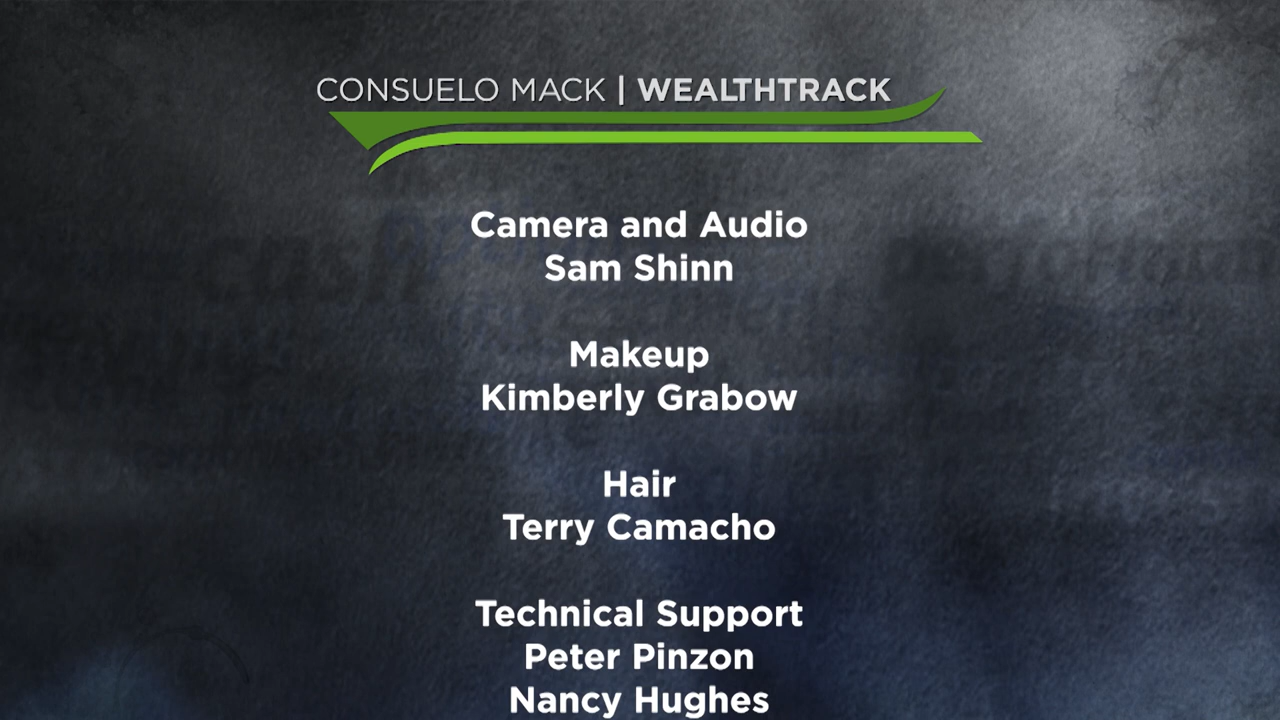 CONSUELO MACK | WEALTHTRACK
Camera and Audio
Sam Shinn
Makeup
Kimberly Grabow
Hair
Terry Camacho
Technical Support
Peter Pinzon
Nancy Hughes